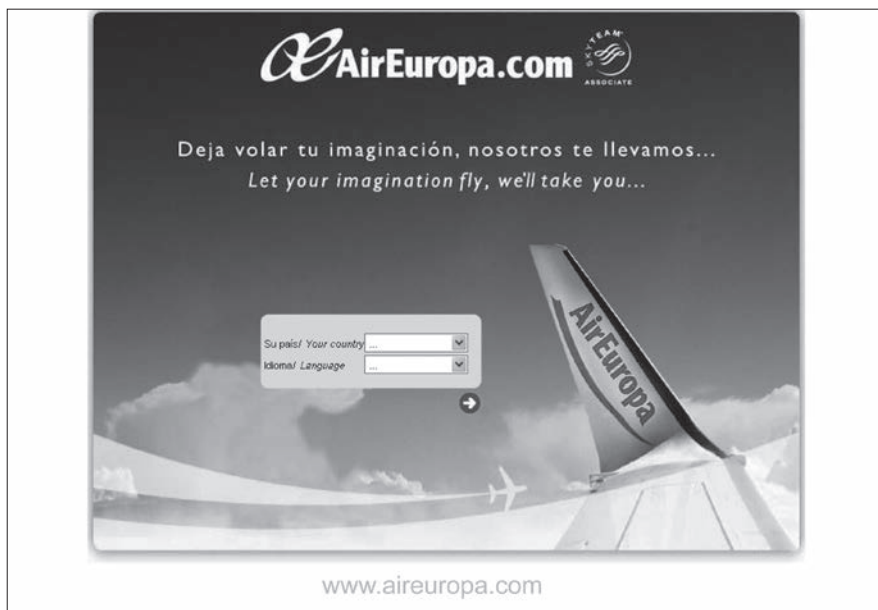 AirEuropa.com
SKYTEAM
ASSOCIATE
Deja volar tu imaginación, nosotros te llevamos...
Let your imagination fly, we'll take you...
AirEuropa
Su país/ Your country ...
Idioma/ Language ...
www.aireuropa.com